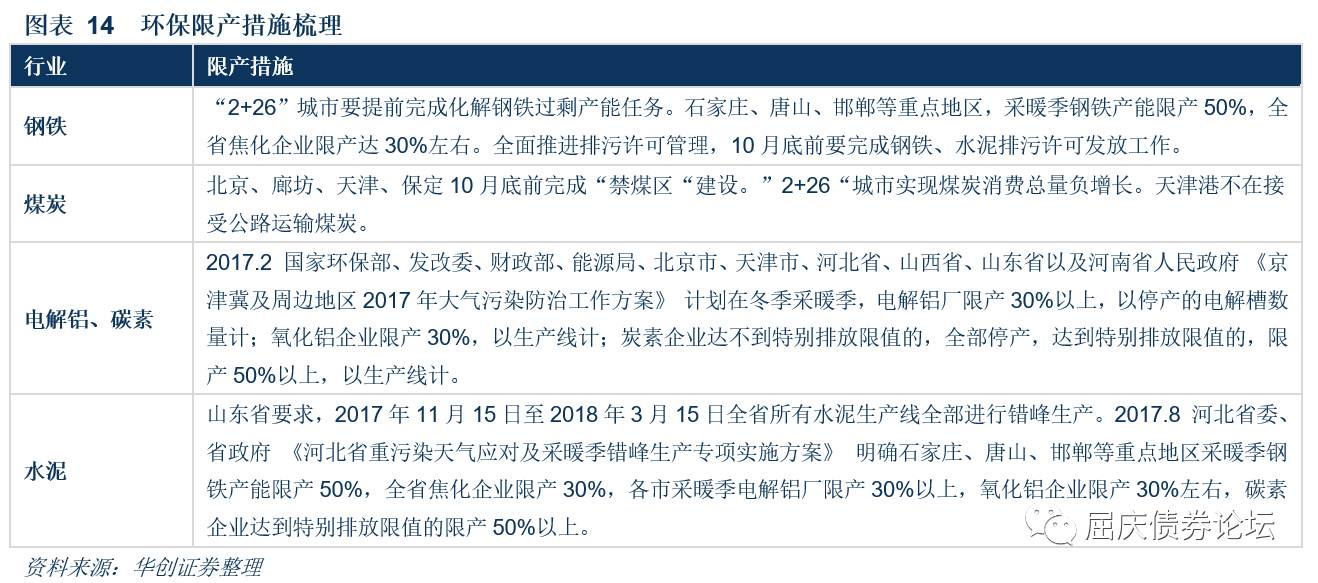 图表 14 环保限产措施梳理
行业 限产措施
钢铁
“2+26”城市要提前完成化解钢铁过剩产能任务。石家庄、唐山、邯郸等重点地区，采暖季钢铁产能限产 50%，全
省焦化企业限产达 30%左右。全面推进排污许可管理，10 月底前要完成钢铁、水泥排污许可发放工作。
煤炭
北京、廊坊、天津、保定 10 月底前完成“禁煤区“建设。”2+26“城市实现煤炭消费总量负增长。天津港不在接
受公路运输煤炭。
电解铝、碳素
2017.2 国家环保部、发改委、财政部、能源局、北京市、天津市、河北省、山西省、山东省以及河南省人民政府 《京
津冀及周边地区 2017 年大气污染防治工作方案》 计划在冬季采暖季，电解铝厂限产 30%以上，以停产的电解槽数
量计；氧化铝企业限产 30%，以生产线计；炭素企业达不到特别排放限值的，全部停产，达到特别排放限值的，限
产 50%以上，以生产线计。
水泥
山东省要求，2017 年 11 月 15 日至 2018 年 3 月 15 日全省所有水泥生产线全部进行错峰生产。2017.8 河北省委、
省政府 《河北省重污染天气应对及采暖季错峰生产专项实施方案》 明确石家庄、唐山、邯郸等重点地区采暖季钢
铁产能限产 50%，全省焦化企业限产 30%，各市采暖季电解铝厂限产 30%以上，氧化铝企业限产 30%左右，碳素
企业达到特别排放限值的限产 50%以上。
屈庆债券论坛
资料来源：华创证券整理